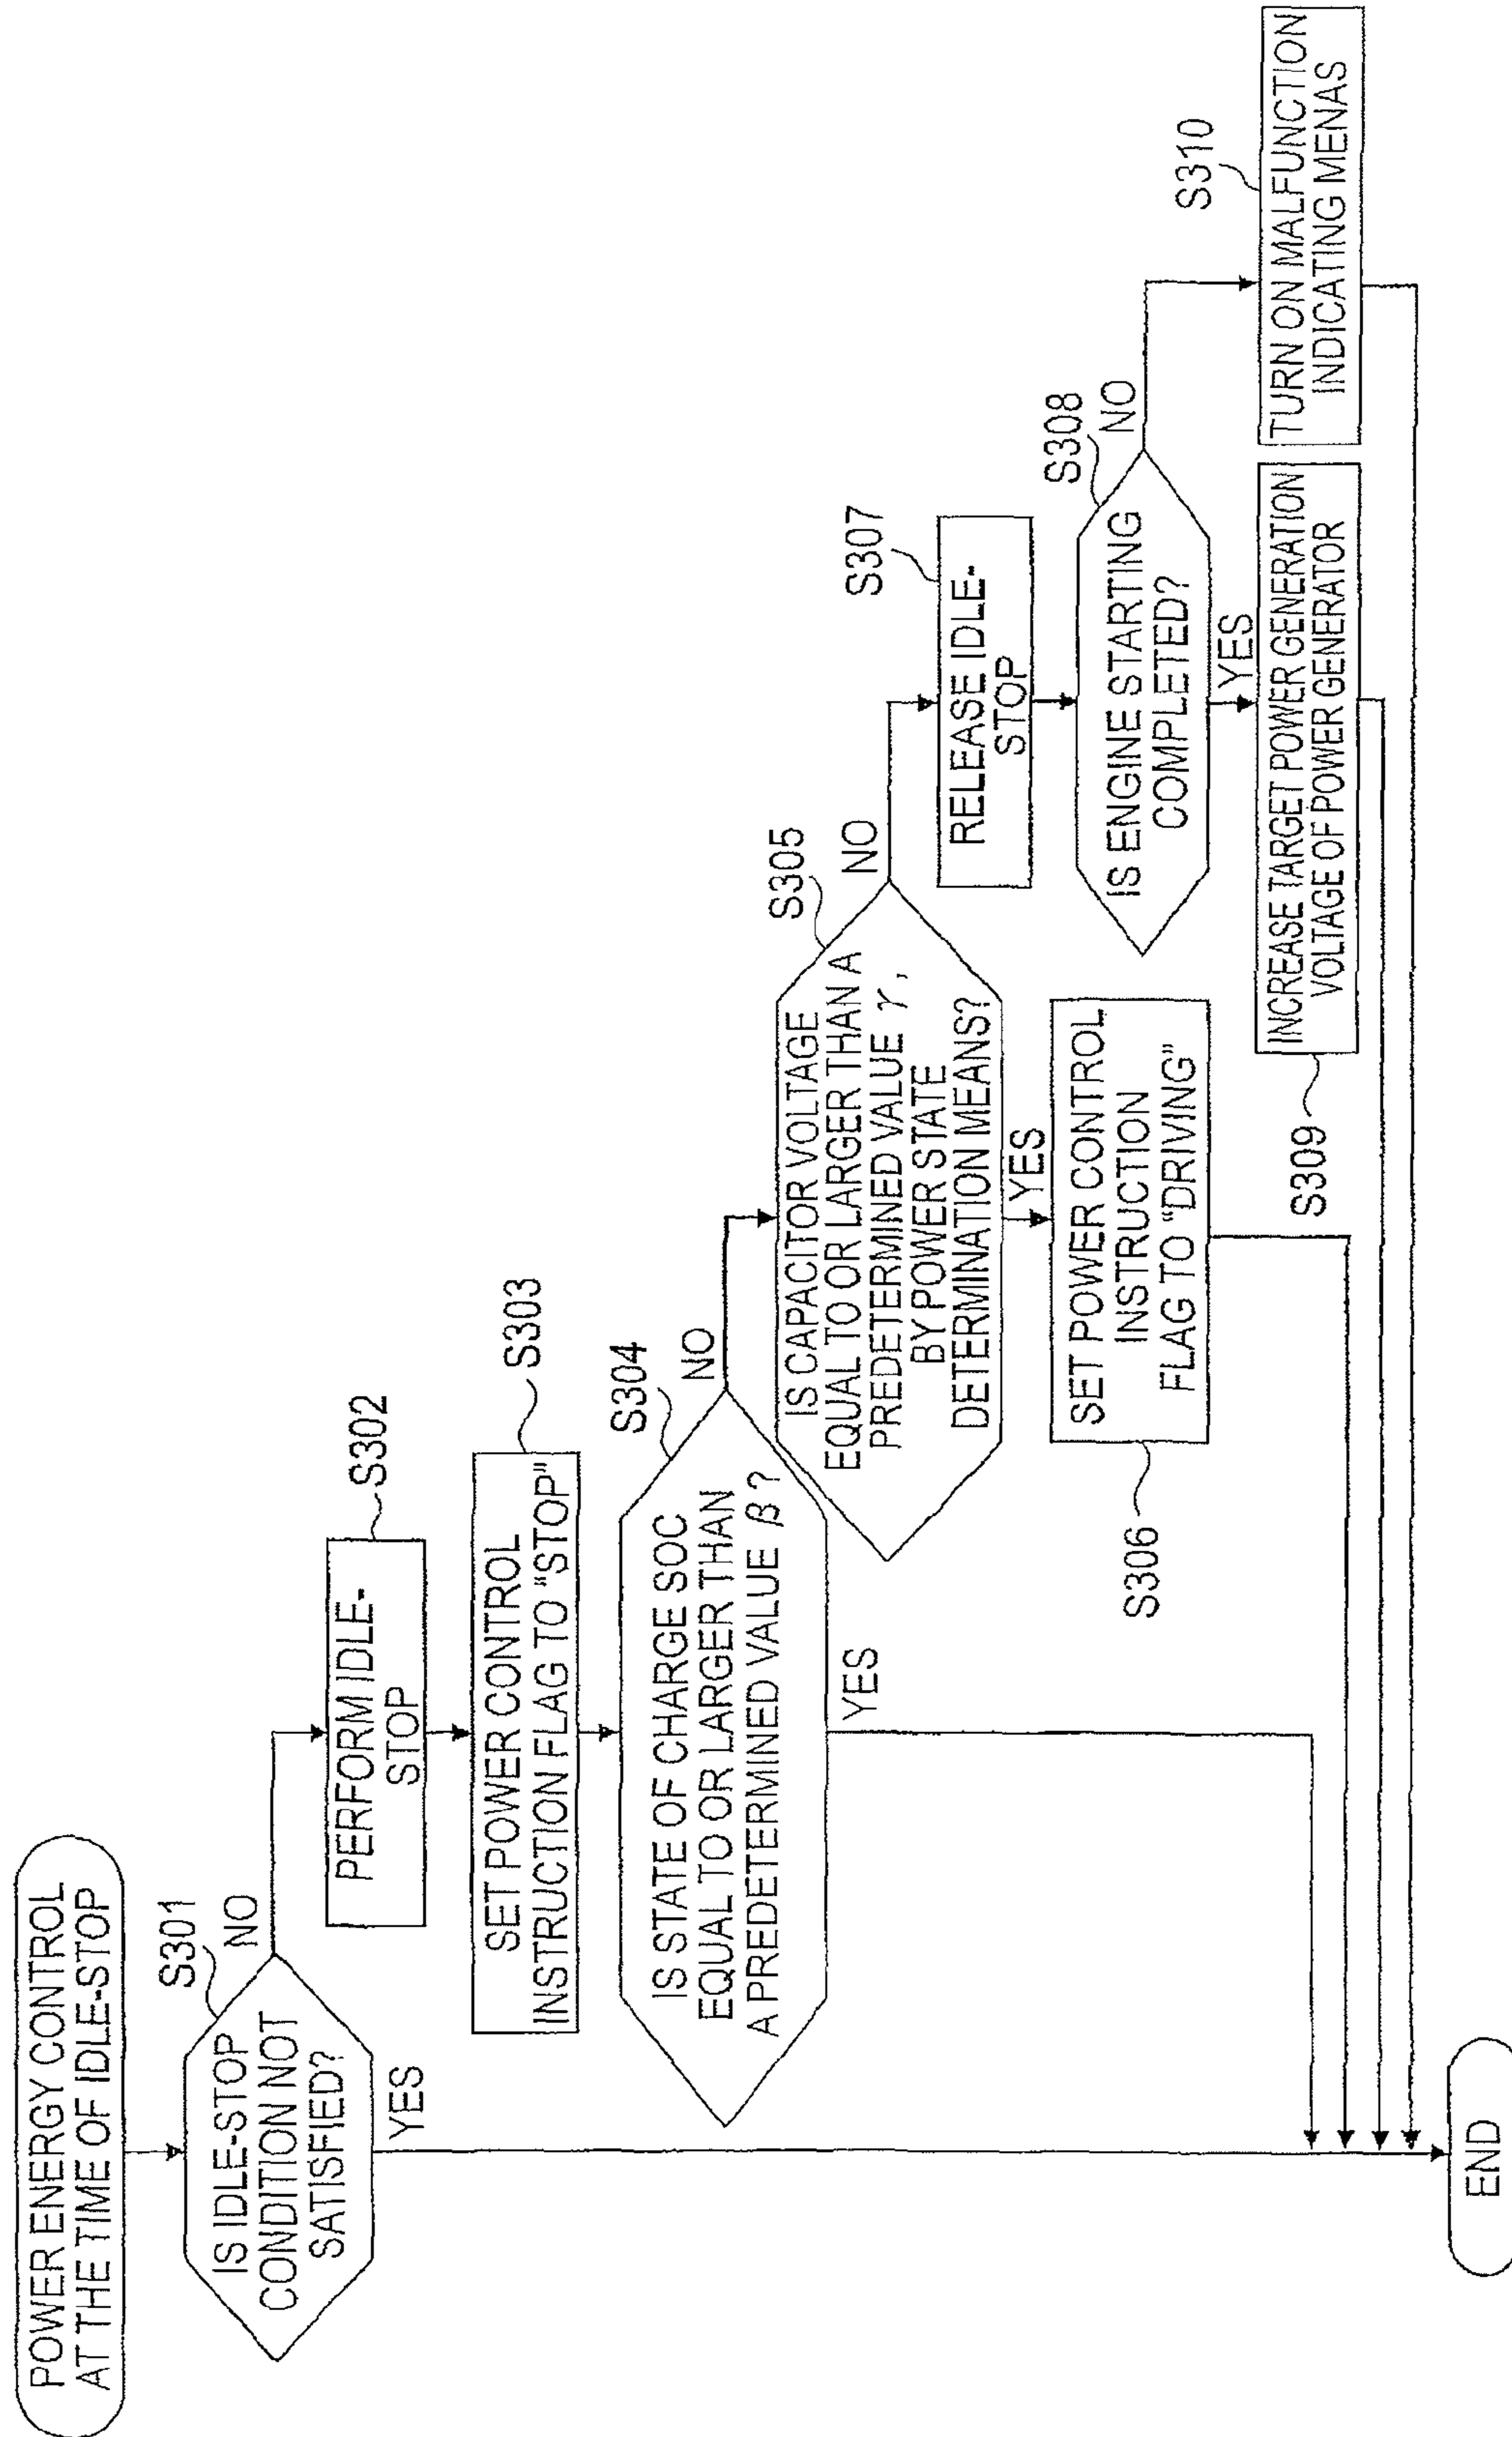 POWER ENERGY CONTROL
AT THE TIME OF IDLE-STOP
S301
IS IDLE-STOP
CONDITION NOT
SATISFIED?
NO
YES
S302
PERFORM IDLE-
STOP
S303
SET POWER CONTROL
INSTRUCTION FLAG TO "STOP"
S304
IS STATE OF CHARGE SOC
EQUAL TO OR LARGER THAN
A PREDETERMINED VALUE β?
NO
YES
S305
IS CAPACITOR VOLTAGE
EQUAL TO OR LARGER THAN A
PREDETERMINED VALUE γ,
BY POWER STATE
DETERMINATION MEANS?
NO
YES
S306
SET POWER CONTROL
INSTRUCTION
FLAG TO "DRIVING"
S307
RELEASE IDLE-
STOP
S308
IS ENGINE STARTING
COMPLETED?
NO
YES
S309
INCREASE TARGET POWER GENERATION
VOLTAGE OF POWER GENERATOR
S310
TURN ON MALFUNCTION
INDICATING MENAS
END